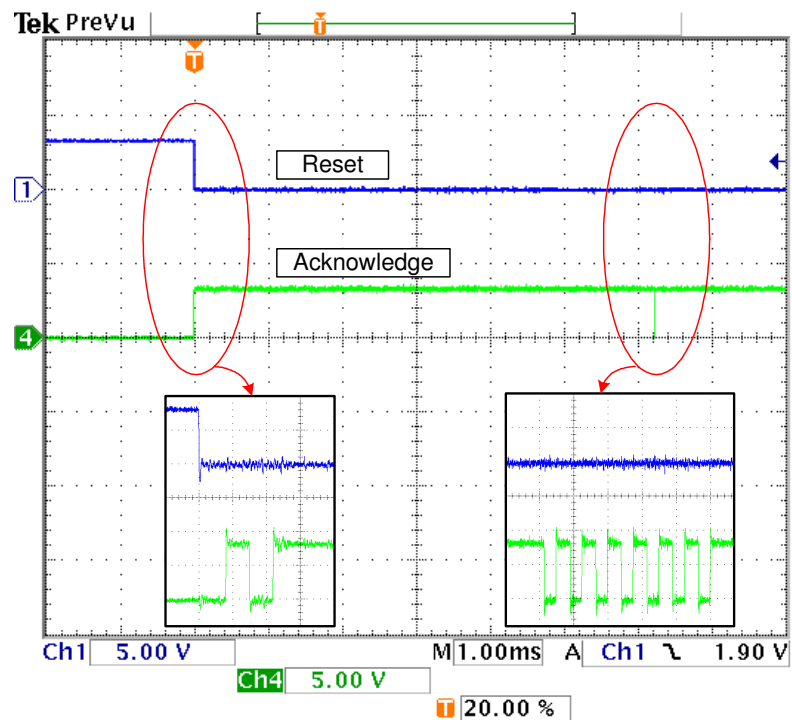 Tek PreVu
T
T
Reset
1
Acknowledge
4
Ch1 5.00 V M 1.00ms A Ch1 1.90 V
Ch4 5.00 V
T 20.00 %